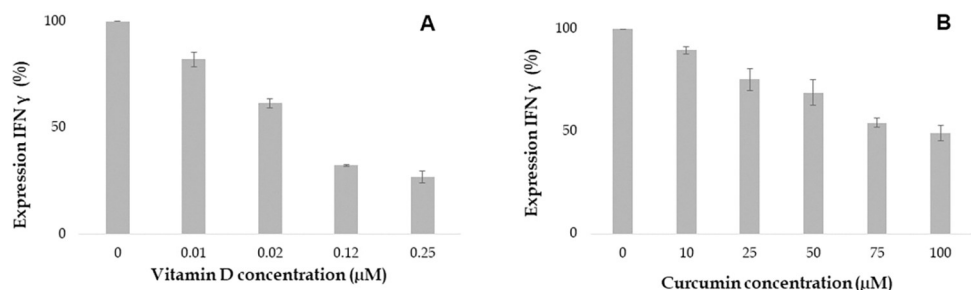 A
Expression IFN γ (%)
100
50
0
0 0.01 0.02 0.12 0.25
Vitamin D concentration (μM)
B
Expression IFN γ (%)
100
50
0
0 10 25 50 75 100
Curcumin concentration (μM)